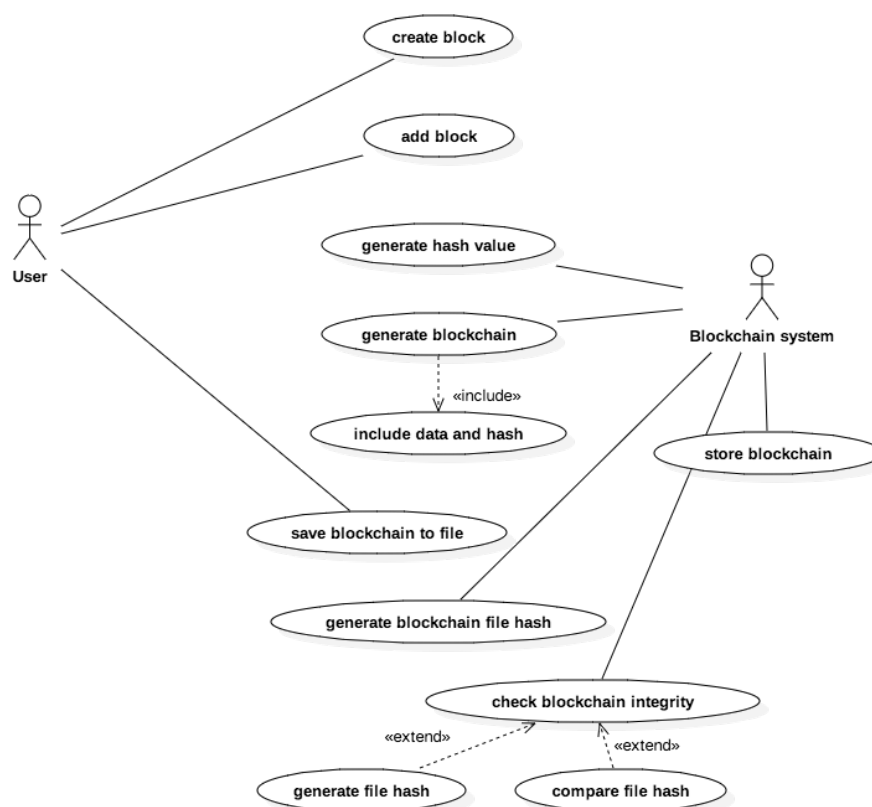 create block
add block
User
generate hash value
generate blockchain
Blockchain system
«include»
include data and hash
store blockchain
save blockchain to file
generate blockchain file hash
check blockchain integrity
«extend»
«extend»
generate file hash
compare file hash